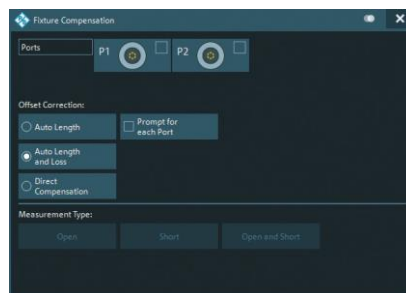 Fixture Compensation
Ports
P1
P2
Offset Correction:
Auto Length
Prompt for
each Port
Auto Length
and Loss
Direct
Compensation
Measurement Type:
Open
Short
Open and Short